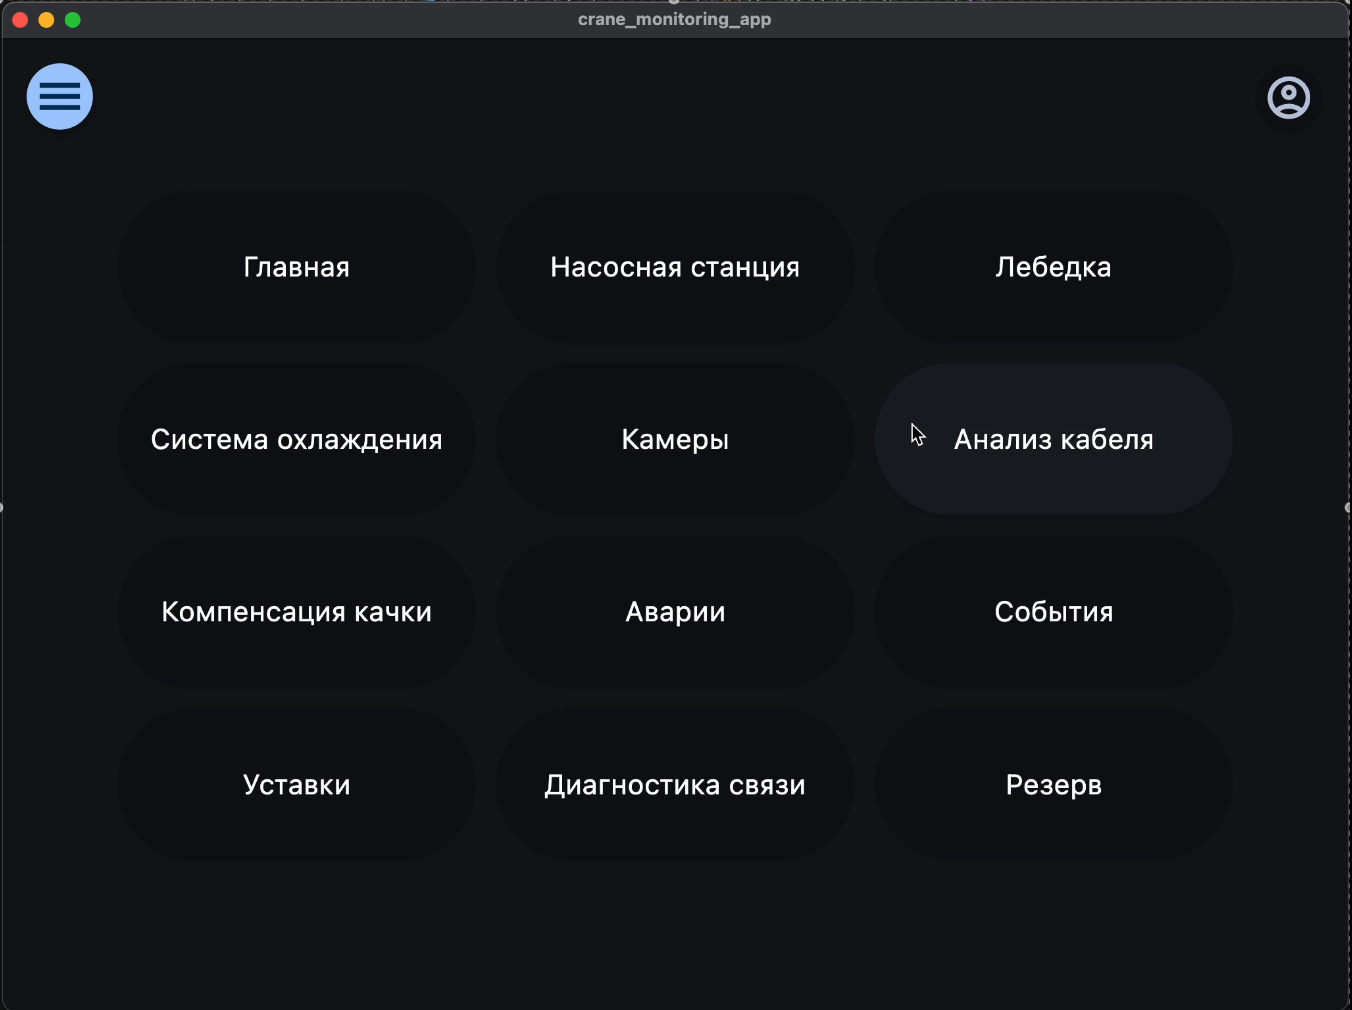 crane_monitoring_app
Главная
Насосная станция
Лебедка
Система охлаждения
Камеры
Анализ кабеля
Компенсация качки
Аварии
События
Уставки
Диагностика связи
Резерв